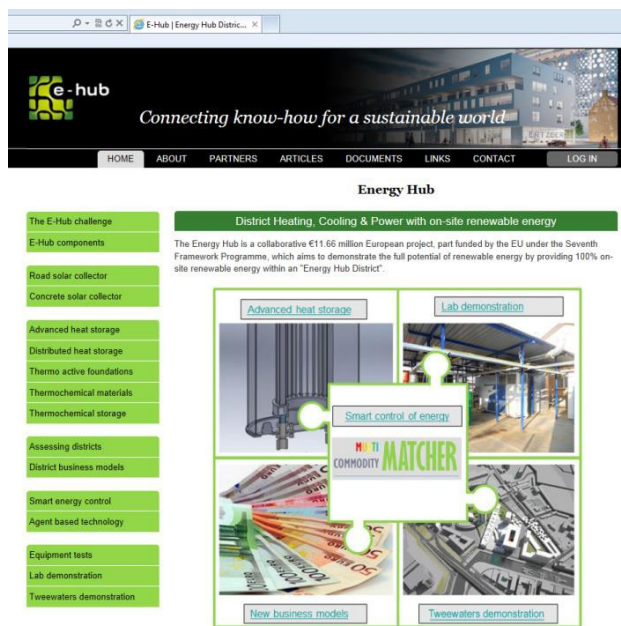 E-Hub | Energy Hub Distric...
e-hub
Connecting know-how for a sustainable world
HOME ABOUT PARTNERS ARTICLES DOCUMENTS LINKS CONTACT LOG IN
Energy Hub
The E-Hub challenge
E-Hub components
Road solar collector
Concrete solar collector
Advanced heat storage
Distributed heat storage
Thermo active foundations
Thermochemical materials
Thermochemical storage
Assessing districts
District business models
Smart energy control
Agent based technology
Equipment tests
Lab demonstration
Tweewaters demonstration
District Heating, Cooling & Power with on-site renewable energy
The Energy Hub is a collaborative €11.66 million European project, part funded by the EU under the Seventh
Framework Programme, which aims to demonstrate the full potential of renewable energy by providing 100% on-
site renewable energy within an "Energy Hub District".
Advanced heat storage
Lab demonstration
Smart control of energy
MULTI
COMMODITY MATCHER
New business models
Tweewaters demonstration